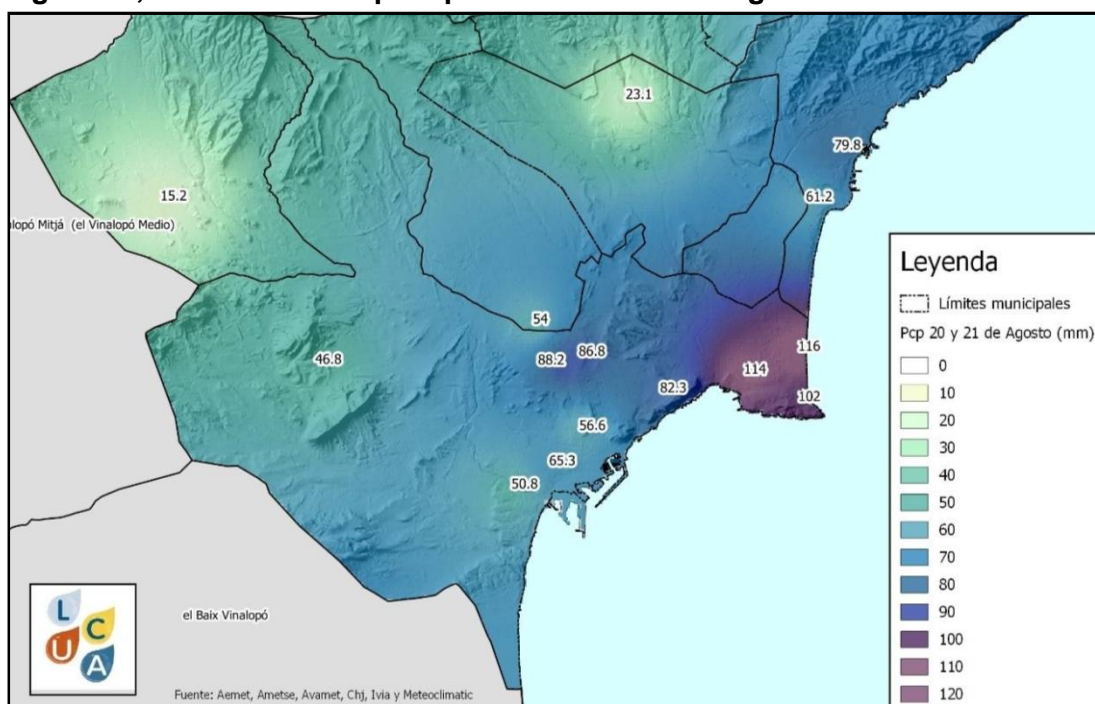 23.1
79.8
15.2
61.2
alopó Mitjá (el Vinalopó Medio)
54
46.8
88.2
86.8
114
116
82.3
102
56.6
65.3
50.8
el Baix Vinalopó
L
C
U
A
Fuente: Aemet, Ametse, Avamet, Chj, Ivia y Meteoclimatic
Leyenda
Límites municipales
Pcp 20 y 21 de Agosto (mm)
0
10
20
30
40
50
60
70
80
90
100
110
120